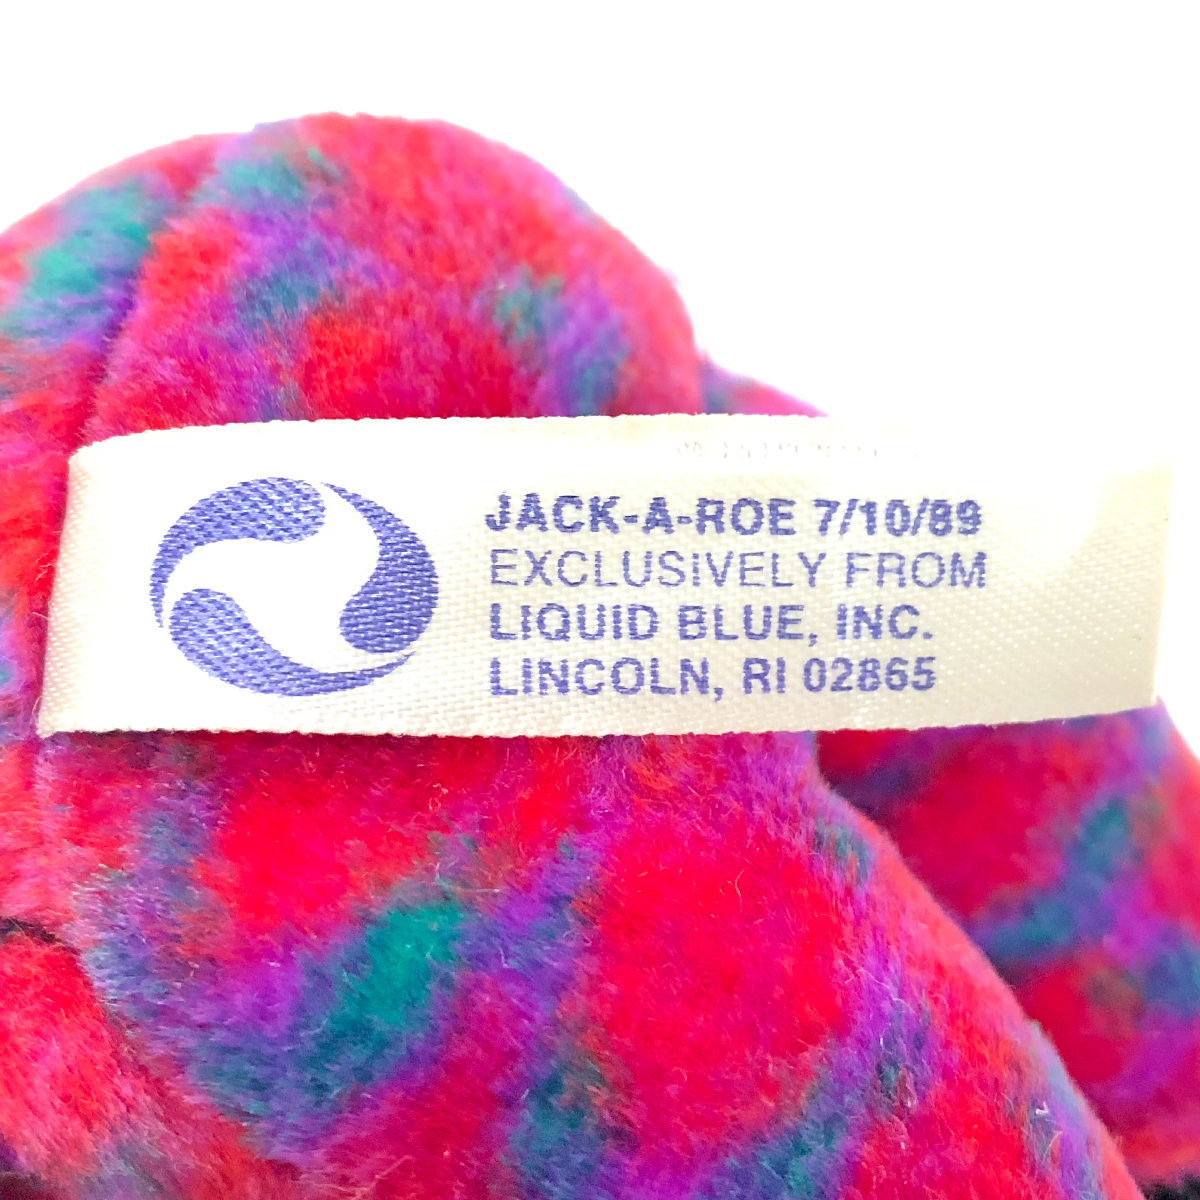 JACK-A-ROE 7/10/89
EXCLUSIVELY FROM
LIQUID BLUE, INC.
LINCOLN, RI 02865